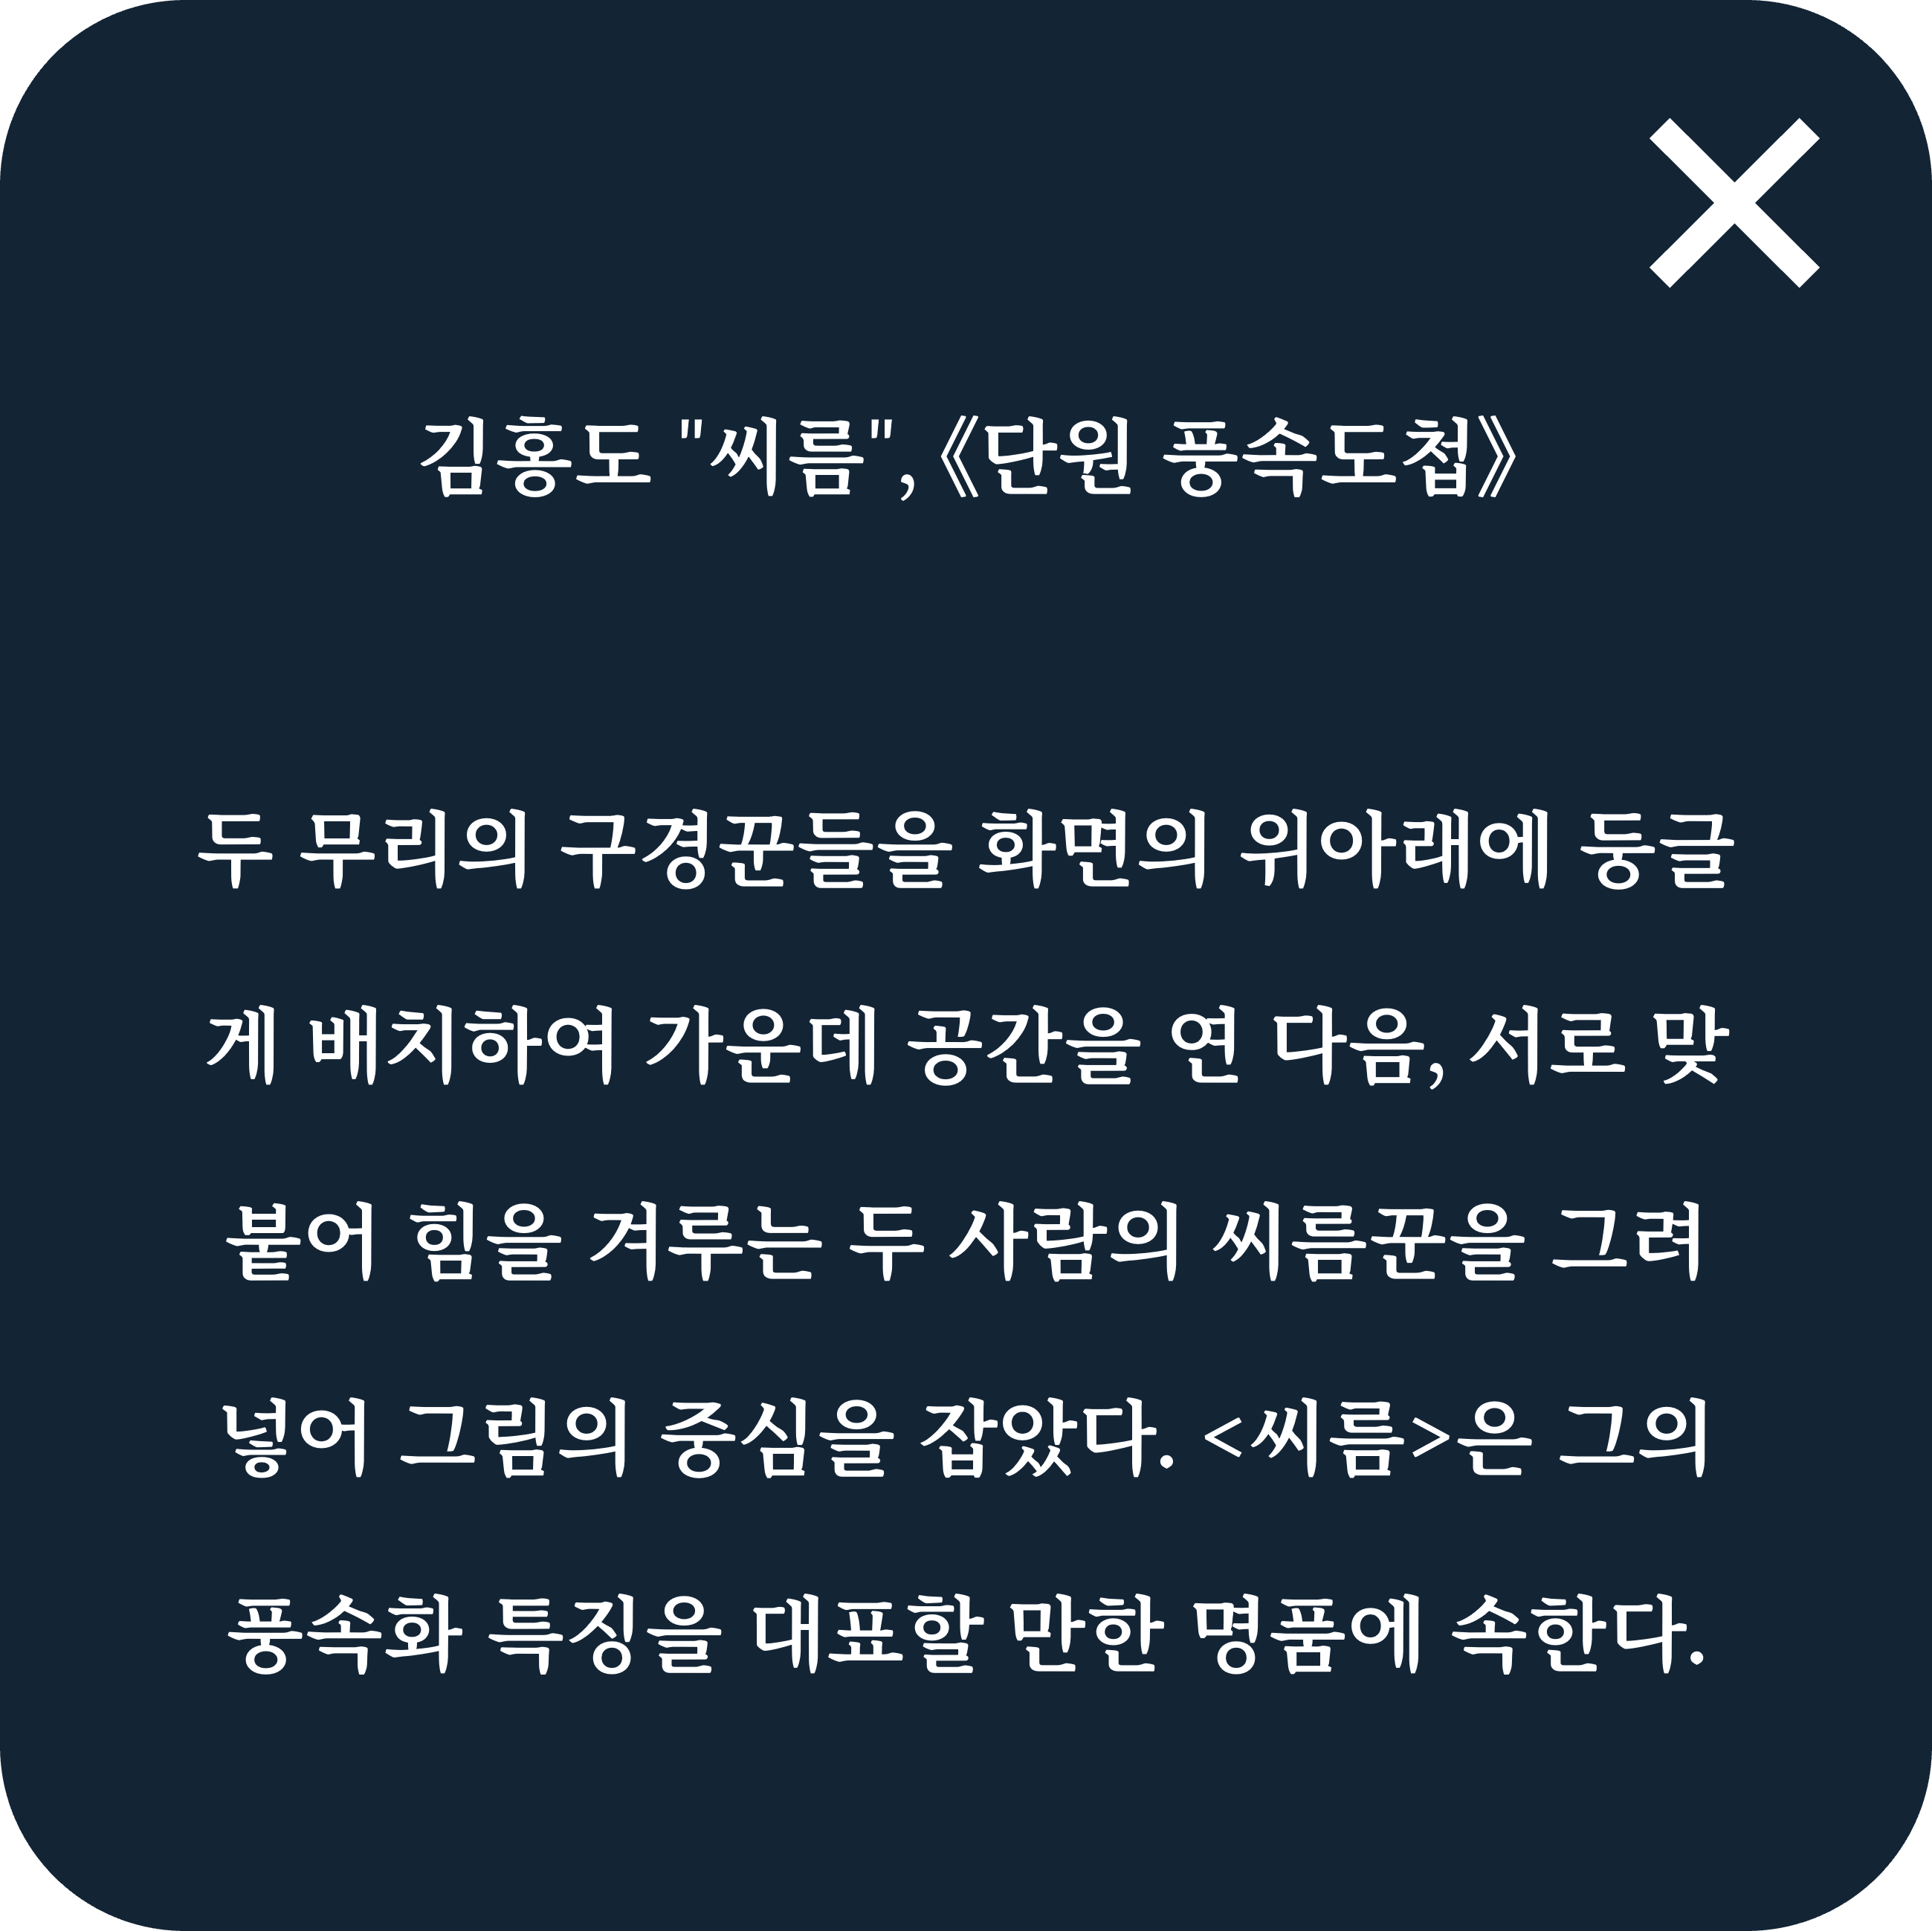 김홍도 "씨름",《단원 풍속도첩》
두 무리의 구경꾼들을화면의 위아래에 둥글
게 배치하여 가운데 공간을 연 다음, 서로 맞
붙어 힘을 겨루는 두 사람의 씨름꾼을 그려
넣어 그림의 중심을 잡았다. <씨름>은 그의
풍속화 특징을 대표할 만한 명품에 속한다.